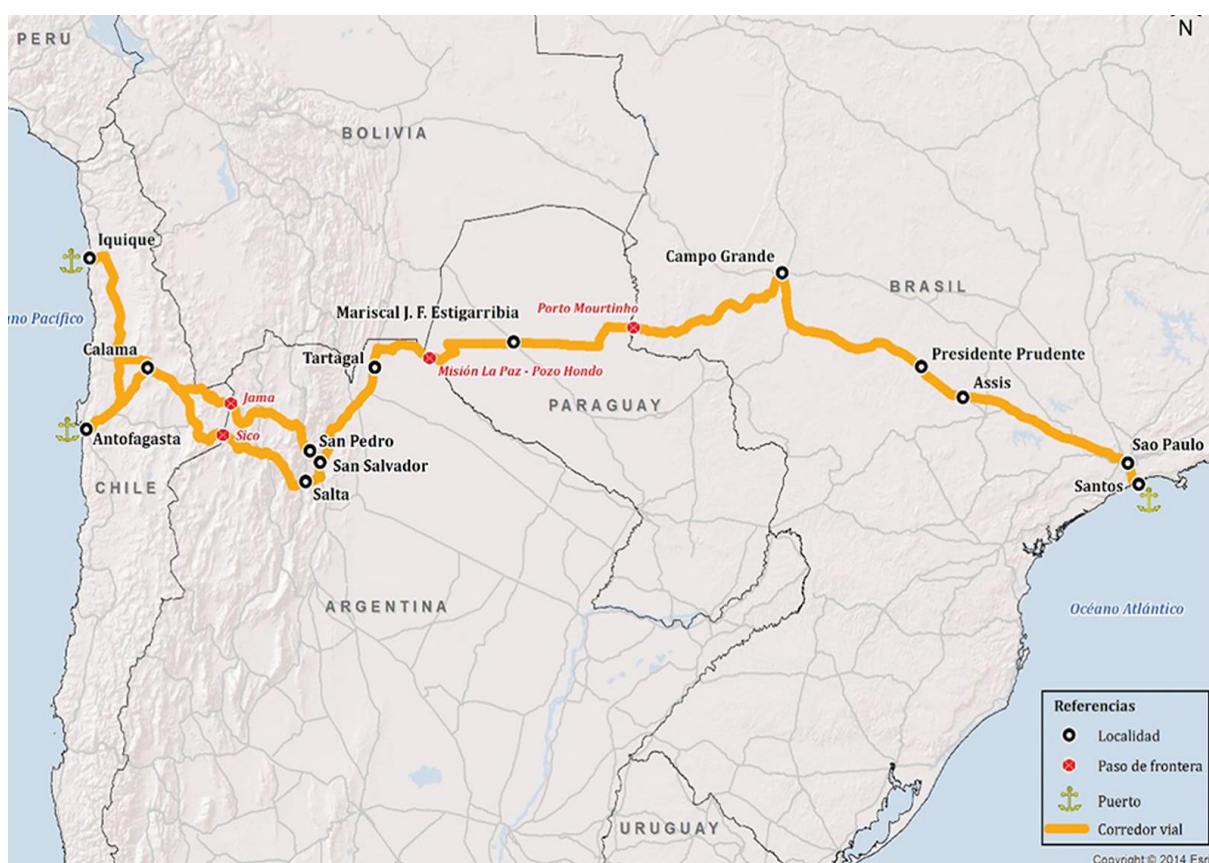 N
PERU
BOLIVIA
Iquique
Campo Grande
BRASIL
Mariscal J. F. Estigarribia
Porto Mourtinho
ano Pacífico
Calama
Tartagal
Misión La Paz - Pozo Hondo
Presidente Prudente
Assis
Jama
PARAGUAY
Antofagasta
Sico
San Pedro
San Salvador
Sao Paulo
CHILE
Salta
Santos
ARGENTINA
Océano Atlántico
URUGUAY
Referencias
Localidad
Paso de frontera
Puerto
Corredor vial
Copyright © 2014 Esri